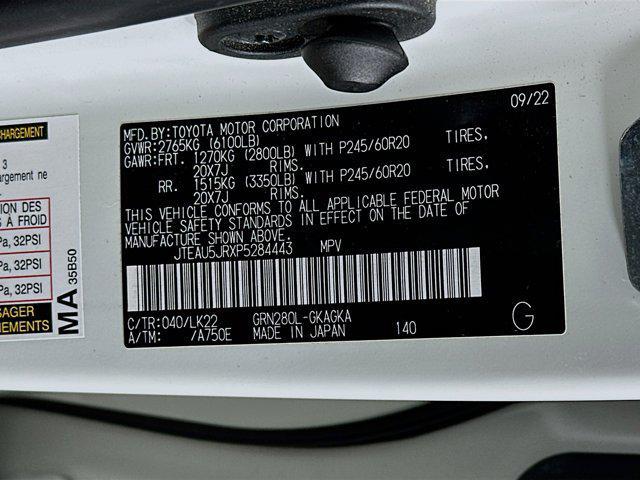 CHARGEMENT
3
hargement ne
ION DES
S À FROID
Pa, 32PSI
Pa, 32PSI
SAGER
NEMENTS
MA
35B50
09/22
MFD.BY:TOYOTA MOTOR CORPORATION
GVWR:2765KG (6100LB)
GAWR:FRT. 1270KG (2800LB) WITH P245/60R20 TIRES.
20X7J RIMS.
RR. 1515KG (3350LB) WITH P245/60R20 TIRES.
20X7J RIMS.
THIS VEHICLE CONFORMS TO ALL APPLICABLE FEDERAL MOTOR
VEHICLE SAFETY STANDARDS IN EFFECT ON THE DATE OF
MANUFACTURE SHOWN ABOVE.
JTEAU5JRXP5284443 MPV
C/TR:040/LK22 GRN280L-GKAGKA
A/TM: /A750E MADE IN JAPAN 140 G